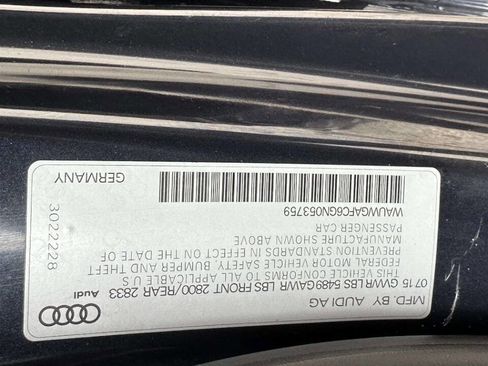 MFD. BY AUDI AG
07/15 GVWR LBS 5489 GAWR LBS FRONT 2800 / REAR 2833
THIS VEHICLE CONFORMS TO ALL APPLICABLE U.S.
FEDERAL MOTOR VEHICLE SAFETY, BUMPER AND THEFT
PREVENTION STANDARDS IN EFFECT ON THE DATE OF
MANUFACTURE SHOWN ABOVE
PASSENGER CAR
WAUWGAFC6GN053759
Audi
3022228
GERMANY